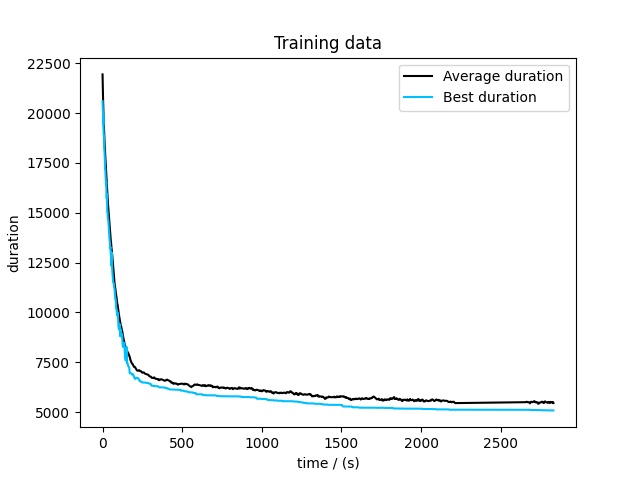 Training data
Average duration
Best duration
22500
20000
17500
15000
12500
10000
7500
5000
duration
0 500 1000 1500 2000 2500
time / (s)